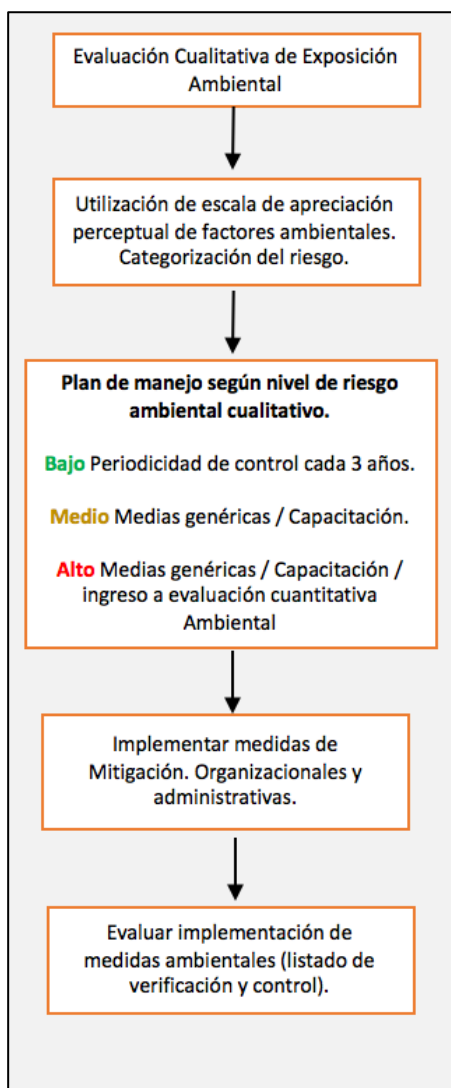 Evaluación Cualitativa de Exposición
Ambiental
Utilización de escala de apreciación
perceptual de factores ambientales.
Categorización del riesgo.
Plan de manejo según nivel de riesgo
ambiental cualitativo.
Bajo Periodicidad de control cada 3 años.
Medio Medias genéricas / Capacitación.
Alto Medias genéricas / Capacitación /
ingreso a evaluación cuantitativa
Ambiental
Implementar medidas de
Mitigación. Organizacionales y
administrativas.
Evaluar implementación de
medidas ambientales (listado de
verificación y control).